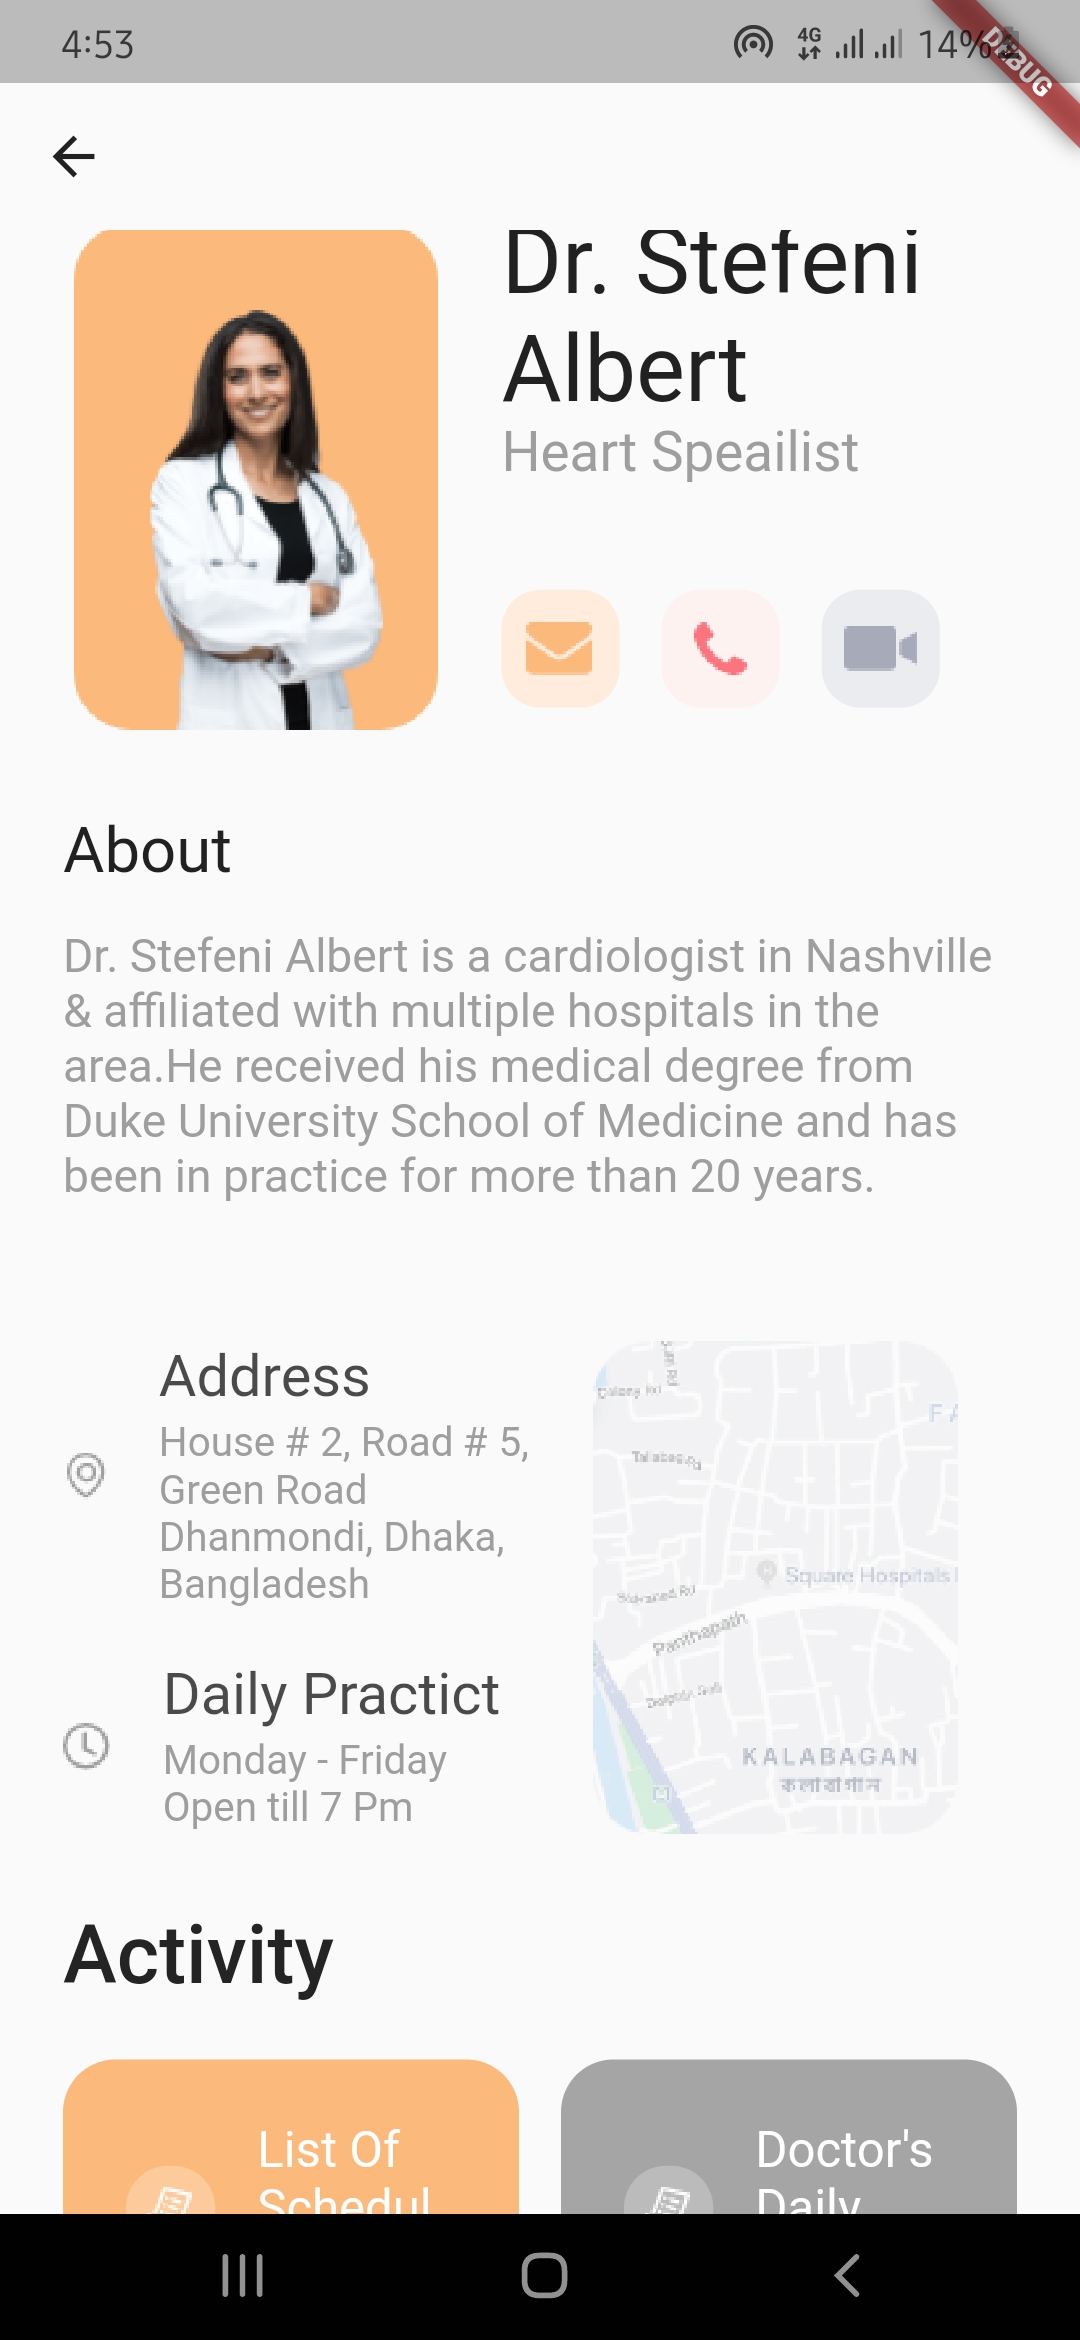 4:53
4G
14%
DEBUG
Dr. Stefeni
Albert
Heart Speailist
About
Dr. Stefeni Albert is a cardiologist in Nashville
& affiliated with multiple hospitals in the
area.He received his medical degree from
Duke University School of Medicine and has
been in practice for more than 20 years.
Address
House # 2, Road # 5,
Green Road
Dhanmondi, Dhaka,
Bangladesh
Daily Practict
Monday - Friday
Open till 7 Pm
Colony Rd
F A
Square Hospitals
Panthapath
KALABAGAN
কলাবাগান
Activity
List Of
Schedul
Doctor's
Daily